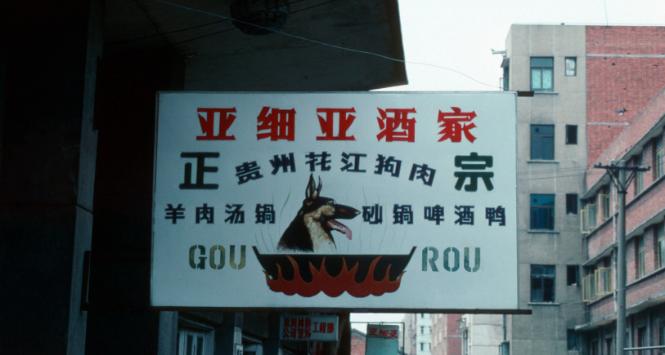 亚细亚酒家
正 贵州花江狗肉 宗
羊肉汤锅 砂锅啤酒鸭
GOU ROU